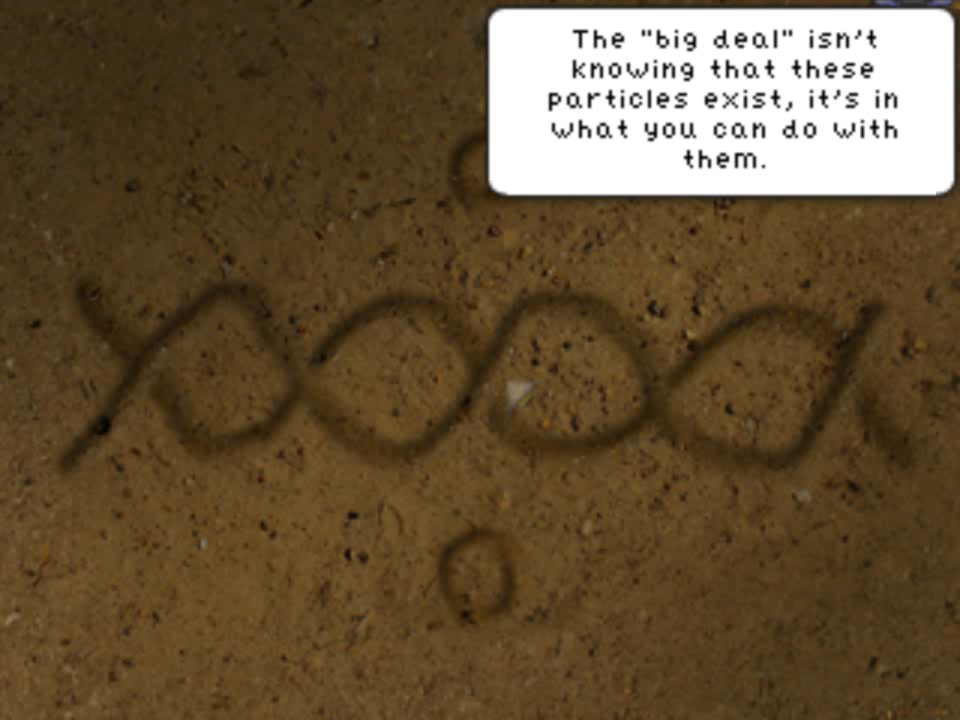 The "big deal" isn't
knowing that these
particles exist, it's in
what you can do with
them.